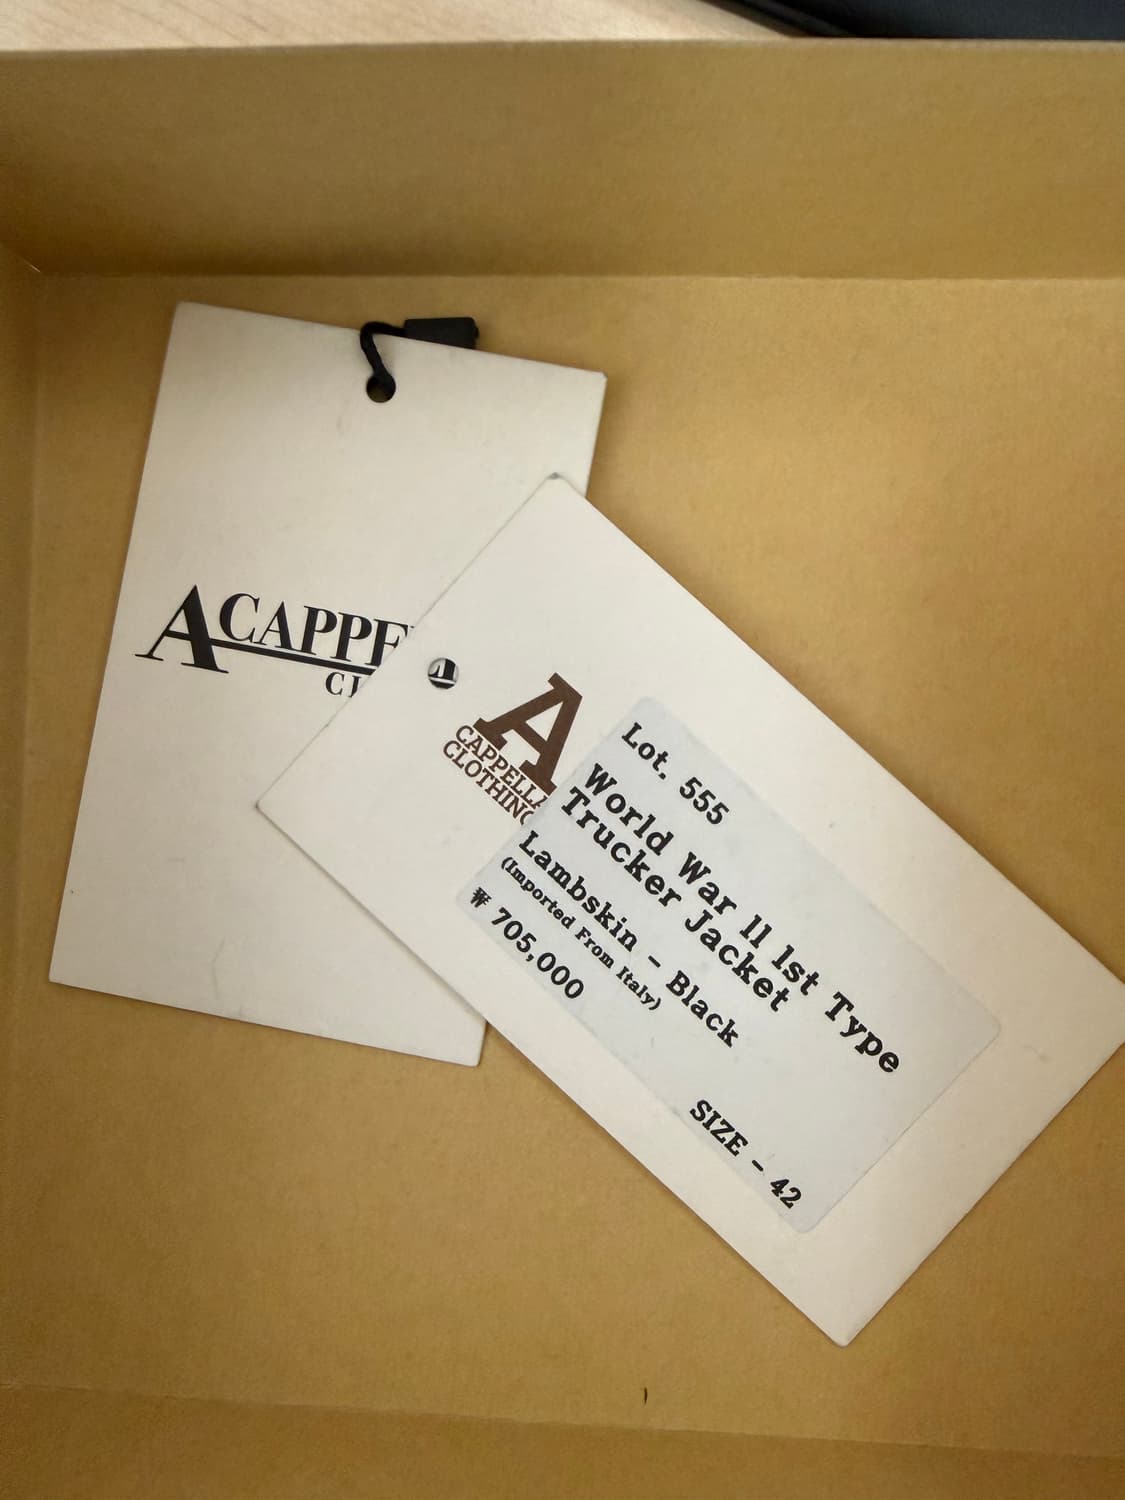 ACAPPE
CL
A
CAPPELLA
CLOTHING
Lot. 555
World War ll 1st Type
Trucker Jacket
Lambskin - Black
(Imported From Italy)
₩ 705,000
SIZE - 42